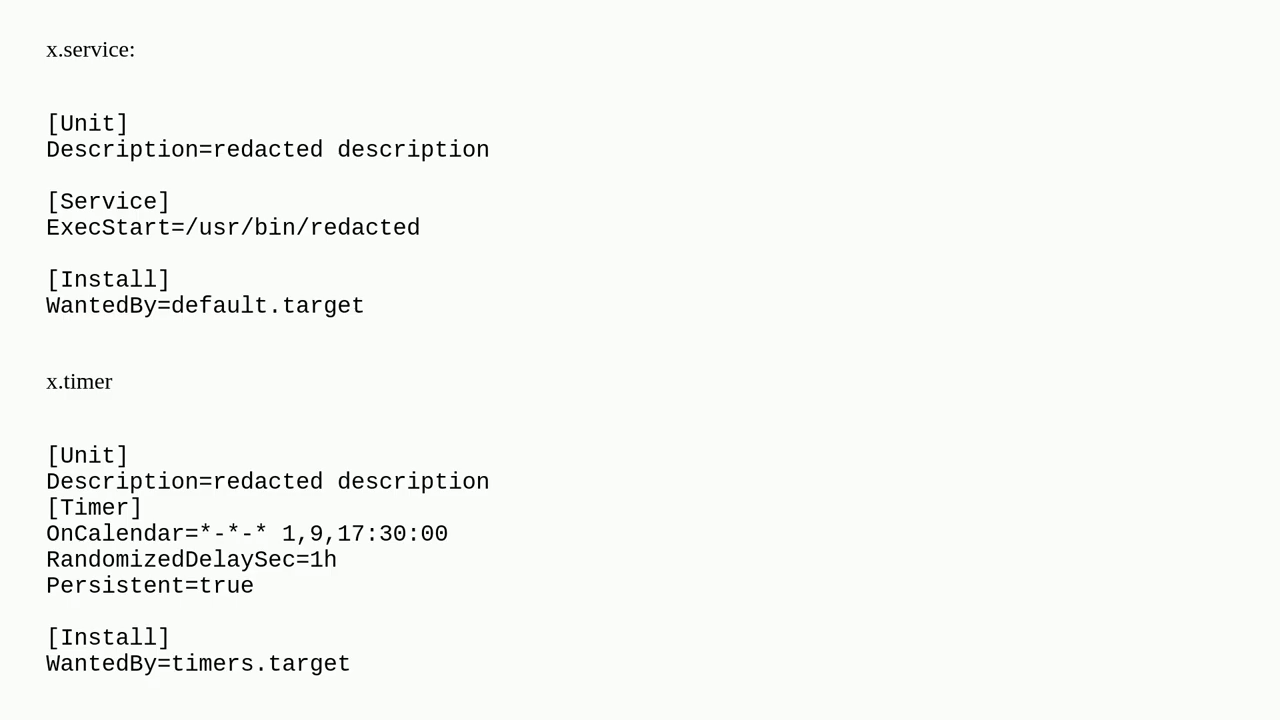 x.service:
[Unit]
Description=redacted description
[Service]
ExecStart=/usr/bin/redacted
[Install]
WantedBy=default.target
x.timer
[Unit]
Description=redacted description
[Timer]
OnCalendar=*-*-* 1,9,17:30:00
RandomizedDelaySec=1h
Persistent=true
[Install]
WantedBy=timers.target